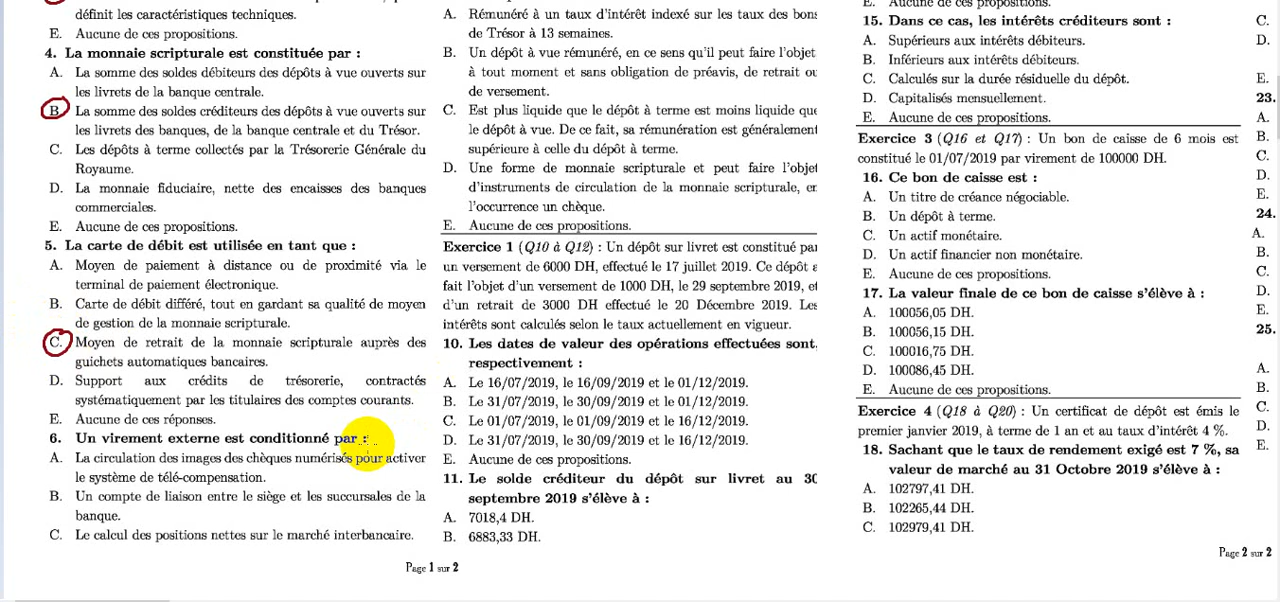 définit les caractéristiques techniques.
E. Aucune de ces propositions.
4. La monnaie scripturale est constituée par :
A. La somme des soldes débiteurs des dépôts à vue ouverts sur
les livrets de la banque centrale.
B. La somme des soldes créditeurs des dépôts à vue ouverts sur
les livrets des banques, de la banque centrale et du Trésor.
C. Les dépôts à terme collectés par la Trésorerie Générale du
Royaume.
D. La monnaie fiduciaire, nette des encaisses des banques
commerciales.
E. Aucune de ces propositions.
5. La carte de débit est utilisée en tant que :
A. Moyen de paiement à distance ou de proximité via le
terminal de paiement électronique.
B. Carte de débit différé, tout en gardant sa qualité de moyen
de gestion de la monnaie scripturale.
C. Moyen de retrait de la monnaie scripturale auprès des
guichets automatiques bancaires.
D. Support aux crédits de trésorerie, contractés
systématiquement par les titulaires des comptes courants.
E. Aucune de ces réponses.
6. Un virement externe est conditionné par :
A. La circulation des images des chèques numérisés pour activer
le système de télé-compensation.
B. Un compte de liaison entre le siège et les succursales de la
banque.
C. Le calcul des positions nettes sur le marché interbancaire.
A. Rémunéré à un taux d'intérêt indexé sur les taux des bons
de Trésor à 13 semaines.
B. Un dépôt à vue rémunéré, en ce sens qu'il peut faire l'objet
à tout moment et sans obligation de préavis, de retrait ou
de versement.
C. Est plus liquide que le dépôt à terme est moins liquide que
le dépôt à vue. De ce fait, sa rémunération est généralement
supérieure à celle du dépôt à terme.
D. Une forme de monnaie scripturale et peut faire l'objet
d'instruments de circulation de la monnaie scripturale, en
l'occurrence un chèque.
E. Aucune de ces propositions.
Exercice 1 (Q10 à Q12) : Un dépôt sur livret est constitué par
un versement de 6000 DH, effectué le 17 juillet 2019. Ce dépôt a
fait l'objet d'un versement de 1000 DH, le 29 septembre 2019, et
d'un retrait de 3000 DH effectué le 20 Décembre 2019. Les
intérêts sont calculés selon le taux actuellement en vigueur.
10. Les dates de valeur des opérations effectuées sont
respectivement :
A. Le 16/07/2019, le 16/09/2019 et le 01/12/2019.
B. Le 31/07/2019, le 30/09/2019 et le 01/12/2019.
C. Le 01/07/2019, le 01/09/2019 et le 16/12/2019.
D. Le 31/07/2019, le 30/09/2019 et le 16/12/2019.
E. Aucune de ces propositions.
11. Le solde créditeur du dépôt sur livret au 30
septembre 2019 s'élève à :
A. 7018,4 DH.
B. 6883,33 DH.
Page 1 sur 2
E. Aucune de ces propositions.
15. Dans ce cas, les intérêts créditeurs sont :
A. Supérieurs aux intérêts débiteurs.
B. Inférieurs aux intérêts débiteurs.
C. Calculés sur la durée résiduelle du dépôt.
D. Capitalisés mensuellement.
E. Aucune de ces propositions.
Exercice 3 (Q16 et Q17) : Un bon de caisse de 6 mois est
constitué le 01/07/2019 par virement de 100000 DH.
16. Ce bon de caisse est :
A. Un titre de créance négociable.
B. Un dépôt à terme.
C. Un actif monétaire.
D. Un actif financier non monétaire.
E. Aucune de ces propositions.
17. La valeur finale de ce bon de caisse s'élève à :
A. 100056,05 DH.
B. 100056,15 DH.
C. 100016,75 DH.
D. 100086,45 DH.
E. Aucune de ces propositions.
Exercice 4 (Q18 à Q20) : Un certificat de dépôt est émis le
premier janvier 2019, à terme de 1 an et au taux d'intérêt 4 %.
18. Sachant que le taux de rendement exigé est 7 %, sa
valeur de marché au 31 Octobre 2019 s'élève à :
A. 102797,41 DH.
B. 102265,44 DH.
C. 102979,41 DH.
C.
D.
E.
23.
A.
B.
C.
D.
E.
24.
A.
B.
C.
D.
E.
25.
A.
B.
C.
D.
E.
Page 2 sur 2